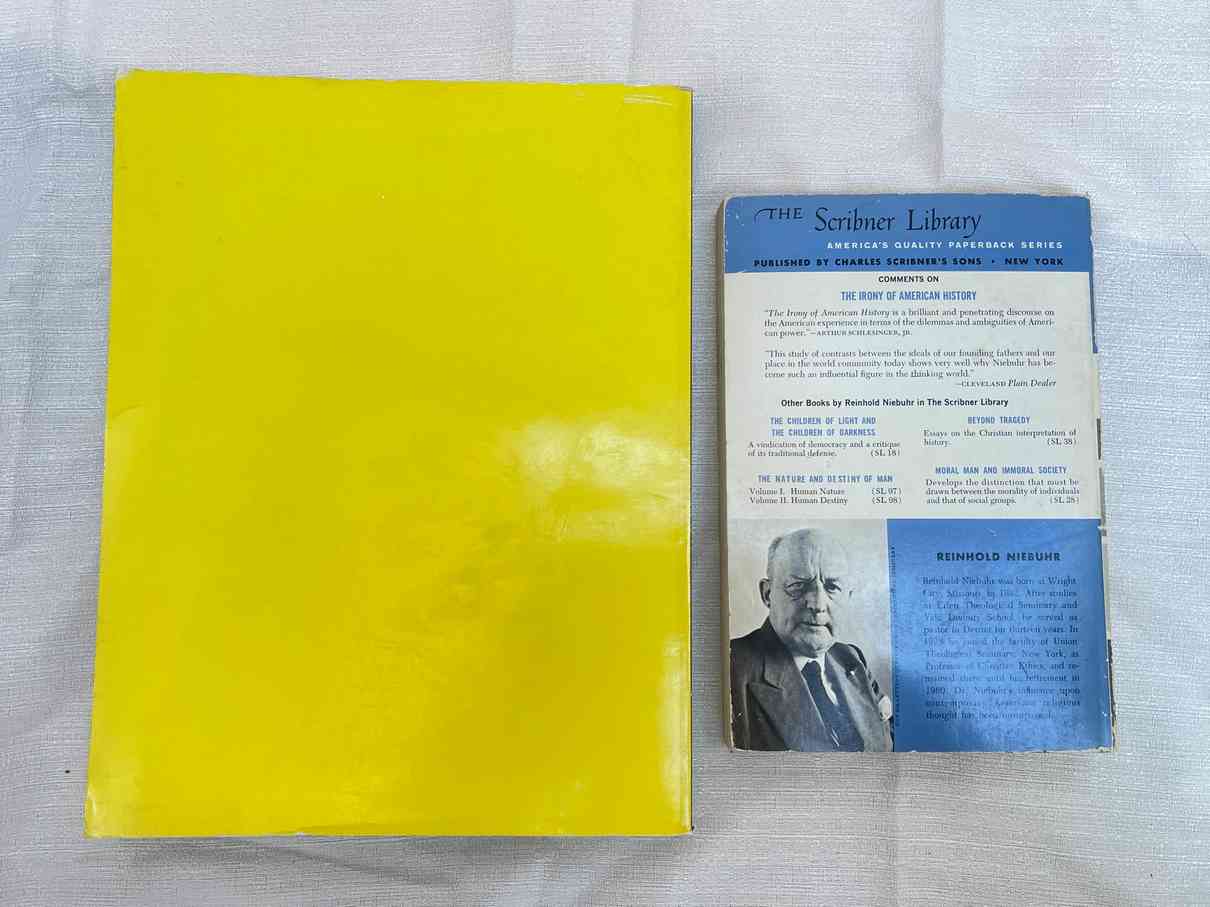 THE Scribner Library
AMERICA'S QUALITY PAPERBACK SERIES
PUBLISHED BY CHARLES SCRIBNER'S SONS • NEW YORK
COMMENTS ON
THE IRONY OF AMERICAN HISTORY
"The Irony of American History is a brilliant and penetrating discourse on
the American experience in terms of the dilemmas and ambiguities of Ameri-
can power."—ARTHUR SCHLESINGER, JR.
"This study of contrasts between the ideals of our founding fathers and our
place in the world community today shows very well why Niebuhr has be-
come such an influential figure in the thinking world."
—CLEVELAND Plain Dealer
Other Books by Reinhold Niebuhr in The Scribner Library
THE CHILDREN OF LIGHT AND
THE CHILDREN OF DARKNESS
A vindication of democracy and a critique
of its traditional defense. (SL 18)
THE NATURE AND DESTINY OF MAN
Volume I. Human Nature (SL 97)
Volume II. Human Destiny (SL 98)
BEYOND TRAGEDY
Essays on the Christian interpretation of
history. (SL 38)
MORAL MAN AND IMMORAL SOCIETY
Develops the distinction that must be
drawn between the morality of individuals
and that of social groups. (SL 28)
REINHOLD NIEBUHR
Reinhold Niebuhr was born at Wright
City, Missouri, in After studies
at Eden Theological Seminary and
Yale Divinity School, he served as
pastor in Detroit for thirteen years. In
he joined the faculty of Union
Theological Seminary, New York, as
Professor of Christian Ethics, and re-
mained there until his retirement in
1960. Dr. Niebuhr's influence upon
contemporary American religious
thought has been